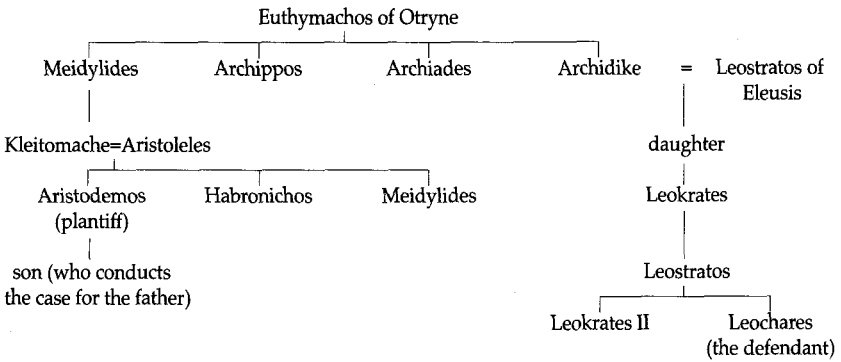 Euthymachos of Otryne
Meidylides Archippos Archiades Archidike = Leostratos of
Eleusis
Kleitomache=Aristoleles daughter
Aristodemos Habronichos Meidylides Leokrates
(plantiff)
son (who conducts Leostratos
the case for the father)
Leokrates II Leochares
(the defendant)